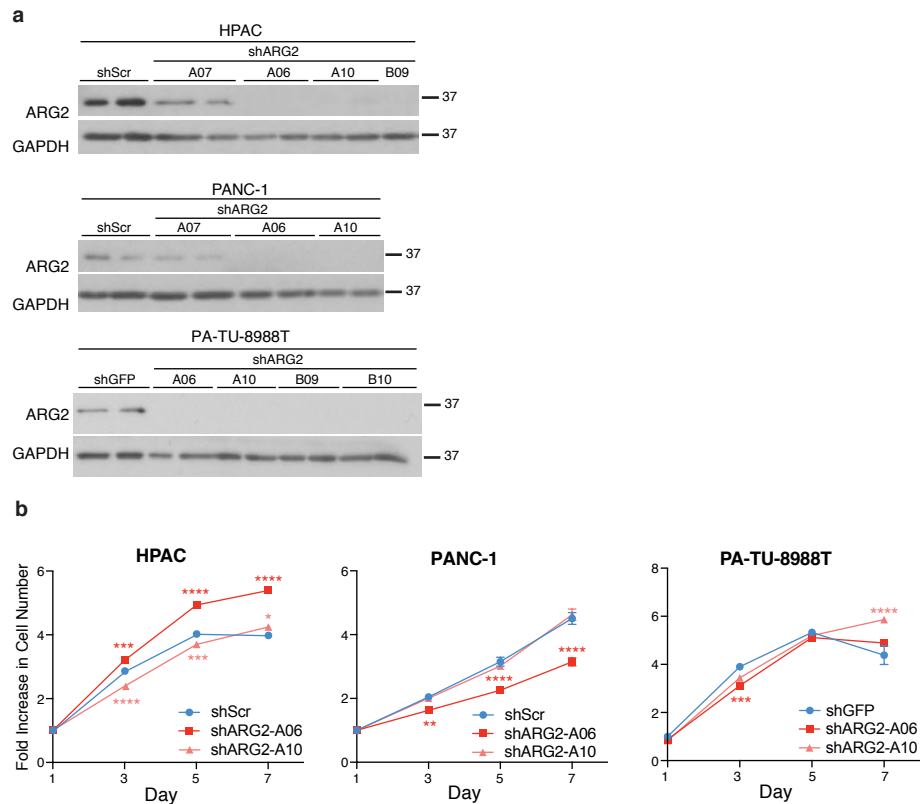 a
HPAC
shARG2
shScr A07 A06 A10 B09
ARG2 37
GAPDH 37
PANC-1
shARG2
shScr A07 A06 A10
ARG2 37
GAPDH 37
PA-TU-8988T
shARG2
shGFP A06 A10 B09 B10
ARG2 37
GAPDH 37
b
HPAC
Fold Increase in Cell Number
6
4
2
0
1 3 5 7
Day
*** **** ****
**** *** *
shScr
shARG2-A06
shARG2-A10
PANC-1
6
4
2
0
1 3 5 7
Day
** **** ****
shScr
shARG2-A06
shARG2-A10
PA-TU-8988T
8
6
4
2
0
1 3 5 7
Day
****
***
shGFP
shARG2-A06
shARG2-A10